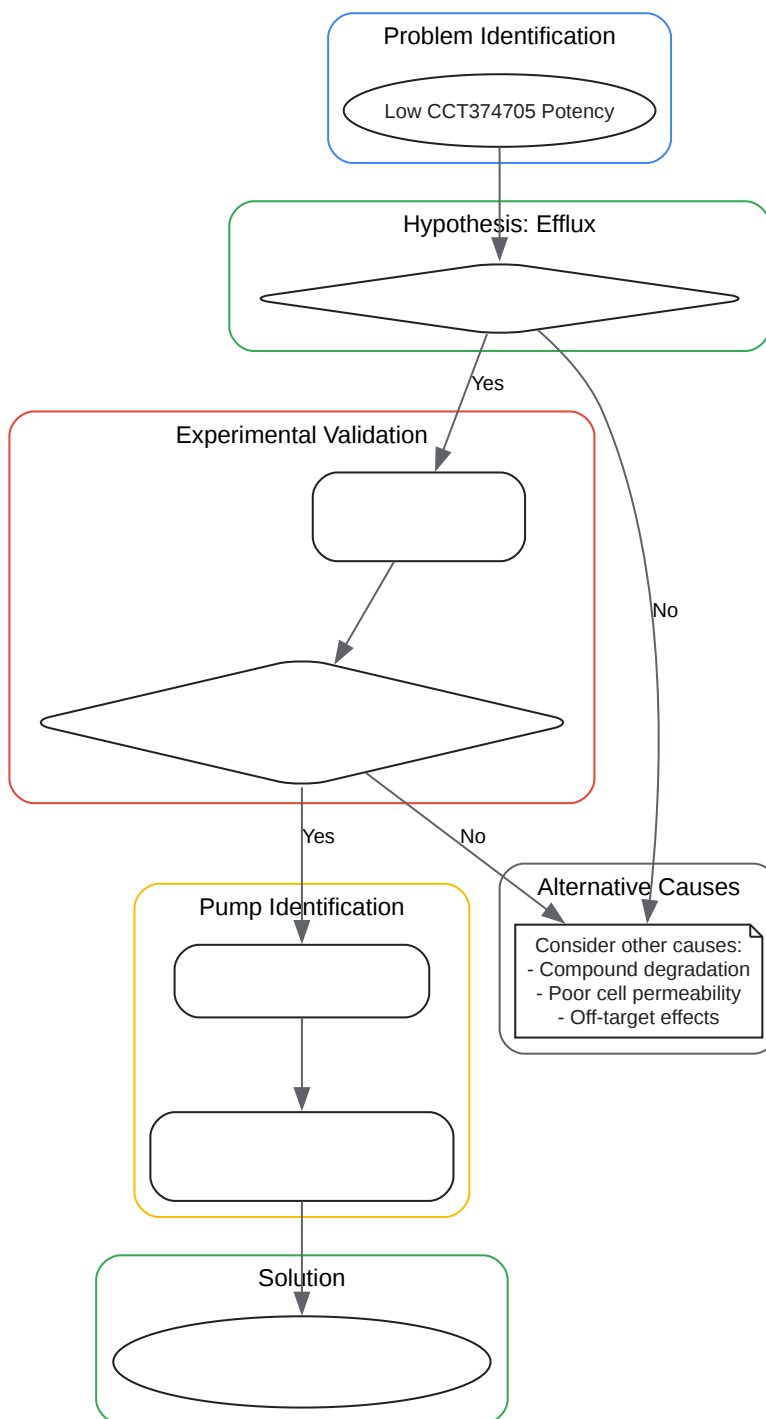 Problem Identification
Low CCT374705 Potency
Hypothesis: Efflux
Yes
Experimental Validation
No
Yes
No
Alternative Causes
Pump Identification
Consider other causes:
- Compound degradation
- Poor cell permeability
- Off-target effects
Solution